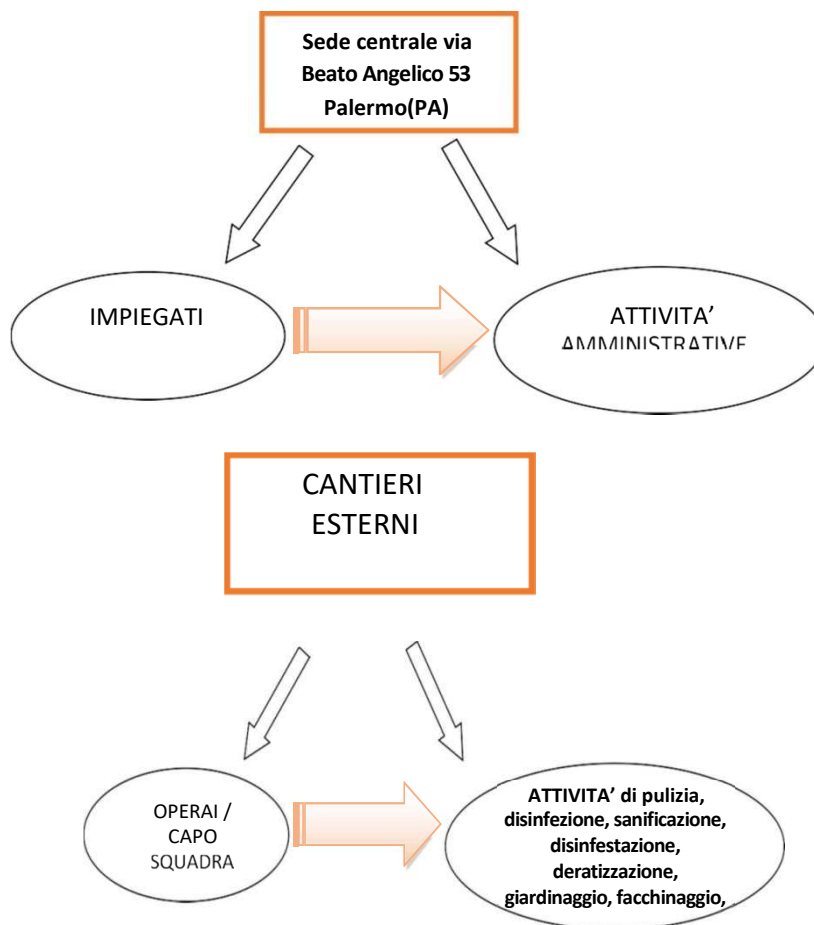 Sede centrale via
Beato Angelico 53
Palermo(PA)
IMPIEGATI
ATTIVITA’
AMMINISTRATIVE
CANTIERI
ESTERNI
OPERAI /
CAPO
SQUADRA
ATTIVITA’ di pulizia,
disinfezione, sanificazione,
disinfestazione,
deratizzazione,
giardinaggio, facchinaggio,